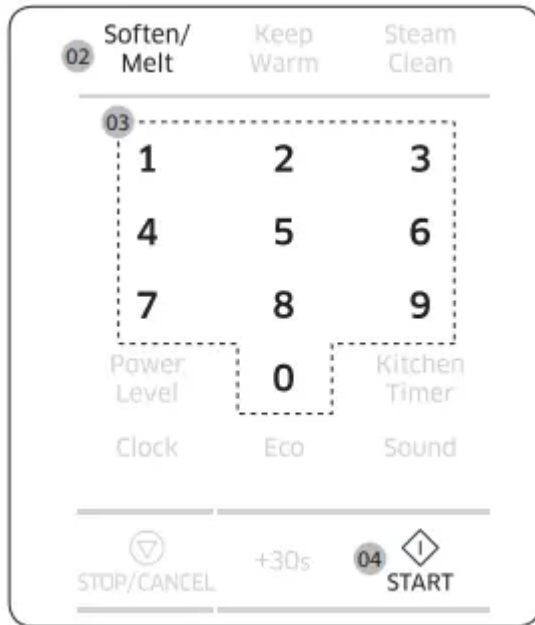 Soften/ Keep Steam
02 Melt Warm Clean
03
1 2 3
4 5 6
7 8 9
Power Kitchen
Level 0 Timer
Clock Eco Sound
STOP/CANCEL +30s 04 START